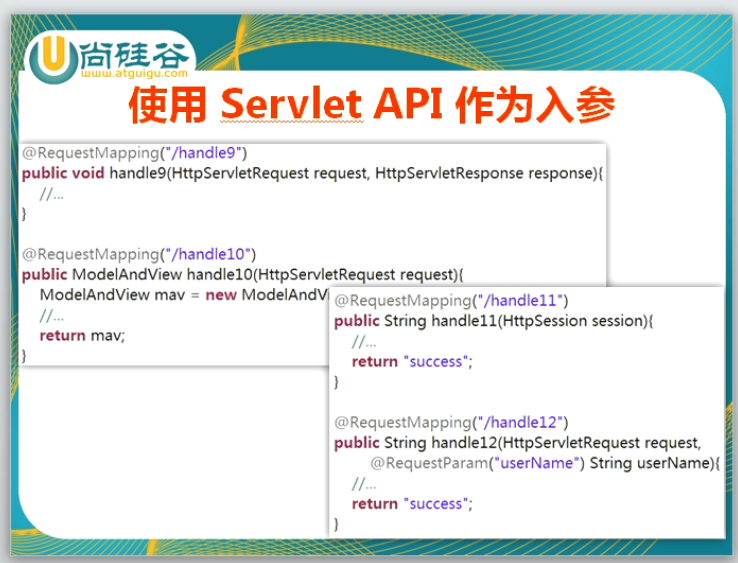 尚硅谷
www.atguigu.com
使用 Servlet API 作为入参
@RequestMapping("/handle9")
public void handle9(HttpServletRequest request, HttpServletResponse response){
//...
}
@RequestMapping("/handle10")
public ModelAndView handle10(HttpServletRequest request){
ModelAndView mav = new
//...
return mav;
}
@RequestMapping("/handle11")
public String handle11(HttpSession session){
//...
return "success";
}
@RequestMapping("/handle12")
public String handle12(HttpServletRequest request,
@RequestParam("userName") String userName){
//...
return "success";
}